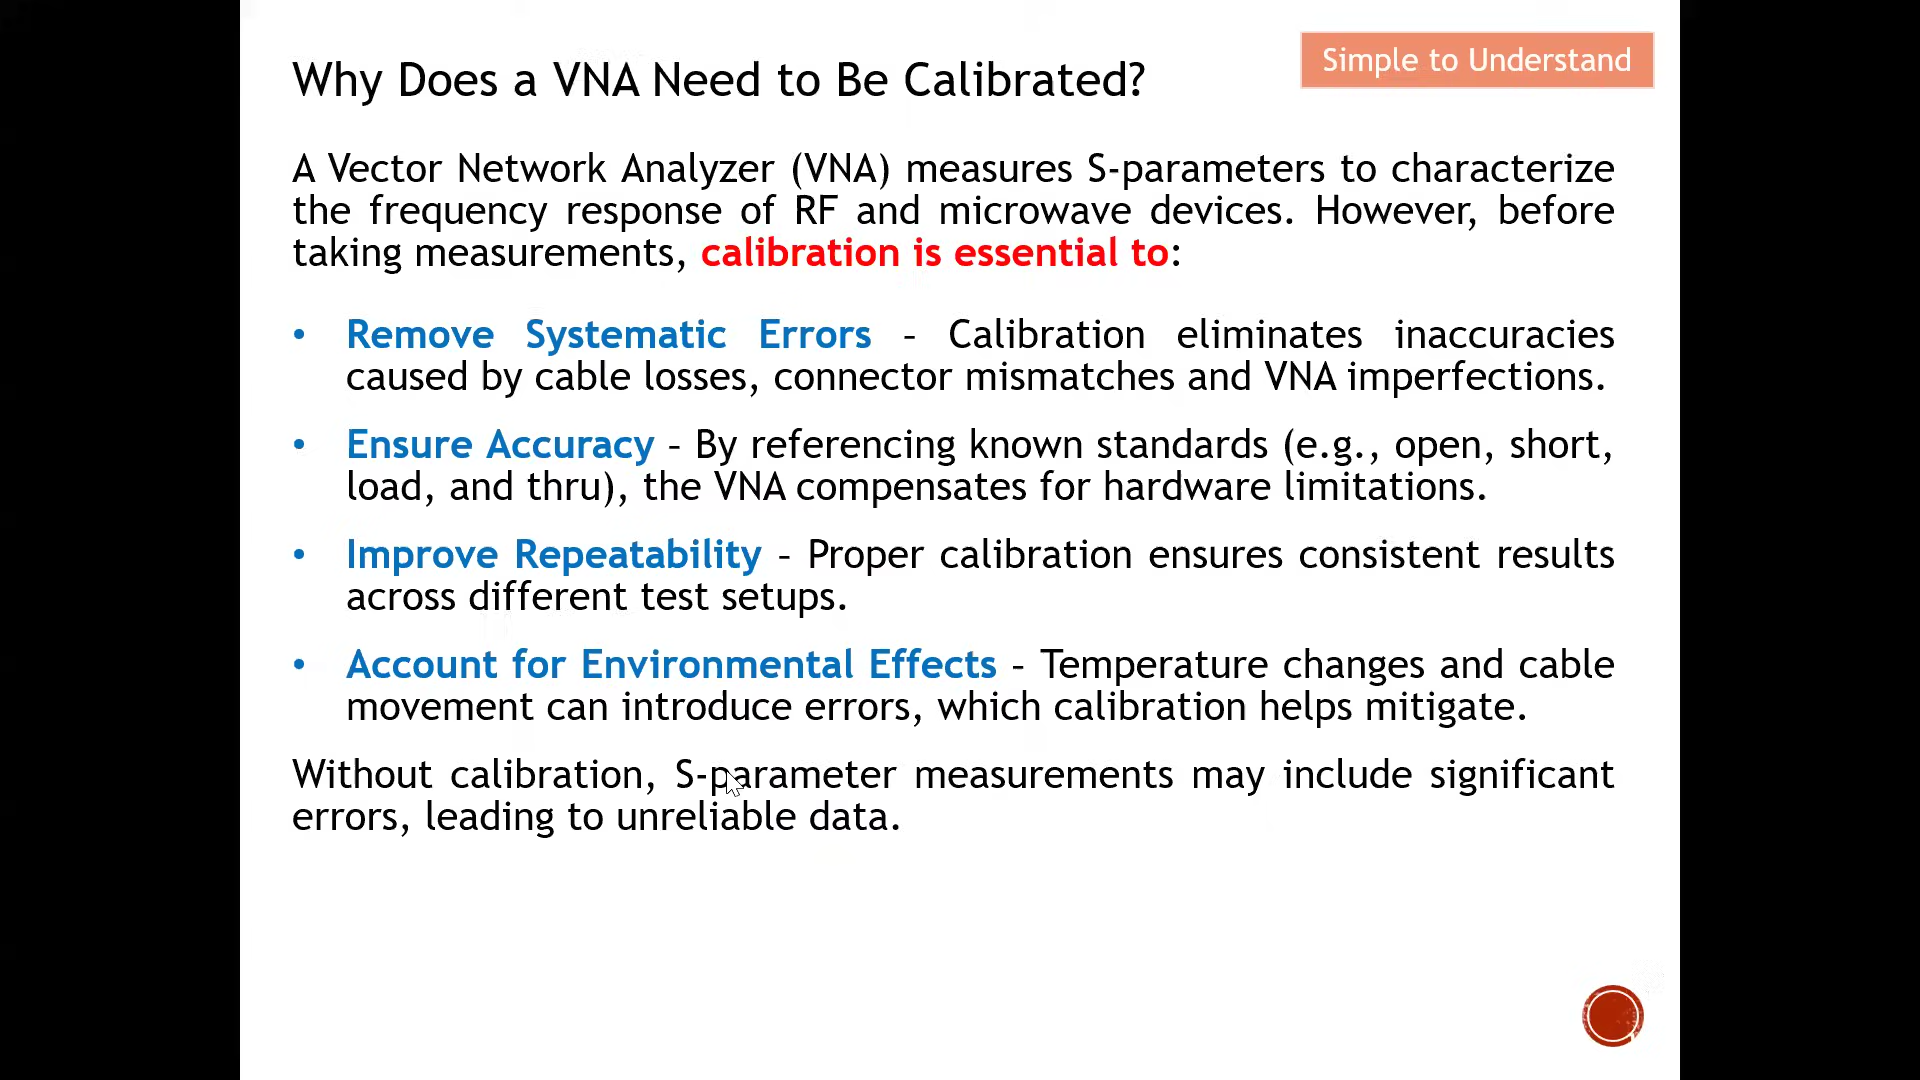 Why Does a VNA Need to Be Calibrated?
Simple to Understand
A Vector Network Analyzer (VNA) measures S-parameters to characterize
the frequency response of RF and microwave devices. However, before
taking measurements, calibration is essential to:
• Remove Systematic Errors – Calibration eliminates inaccuracies
caused by cable losses, connector mismatches and VNA imperfections.
• Ensure Accuracy – By referencing known standards (e.g., open, short,
load, and thru), the VNA compensates for hardware limitations.
• Improve Repeatability – Proper calibration ensures consistent results
across different test setups.
• Account for Environmental Effects – Temperature changes and cable
movement can introduce errors, which calibration helps mitigate.
Without calibration, S-parameter measurements may include significant
errors, leading to unreliable data.